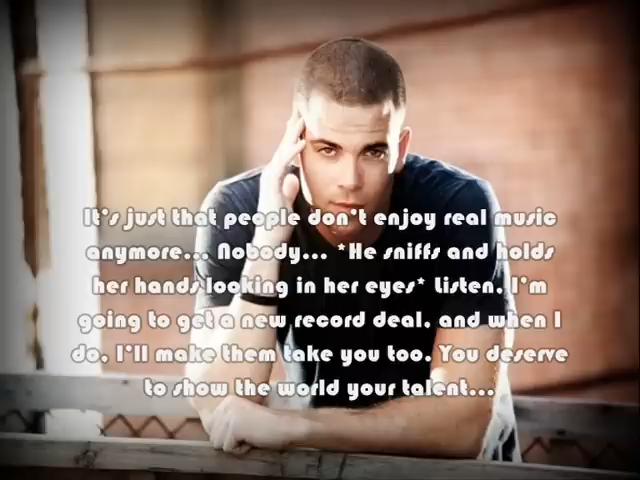 It's just that people don't enjoy real music
anymore... Nobody... *He sniffs and holds
her hands looking in her eyes* Listen, I'm
going to get a new record deal, and when I
do, I'll make them take you too. You deserve
to show the world your talent...